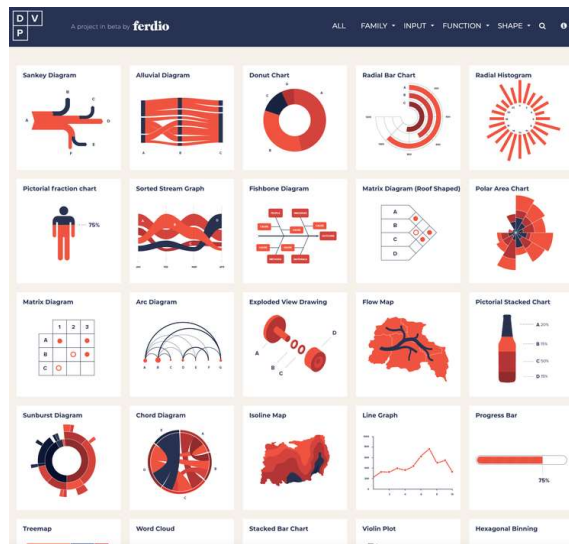 D V
P
A project in beta by ferdio
ALL FAMILY INPUT FUNCTION SHAPE
Sankey Diagram
Alluvial Diagram
Donut Chart
Radial Bar Chart
Radial Histogram
Pictorial fraction chart
75%
Sorted Stream Graph
Fishbone Diagram
Matrix Diagram (Roof Shaped)
A
B
C
D
Polar Area Chart
Matrix Diagram
1 2 3
A
B
C
Arc Diagram
Exploded View Drawing
A
B
C
D
Flow Map
Pictorial Stacked Chart
Sunburst Diagram
Chord Diagram
Isoline Map
Line Graph
Progress Bar
75%
Treemap
Word Cloud
Stacked Bar Chart
Violin Plot
Hexagonal Binning